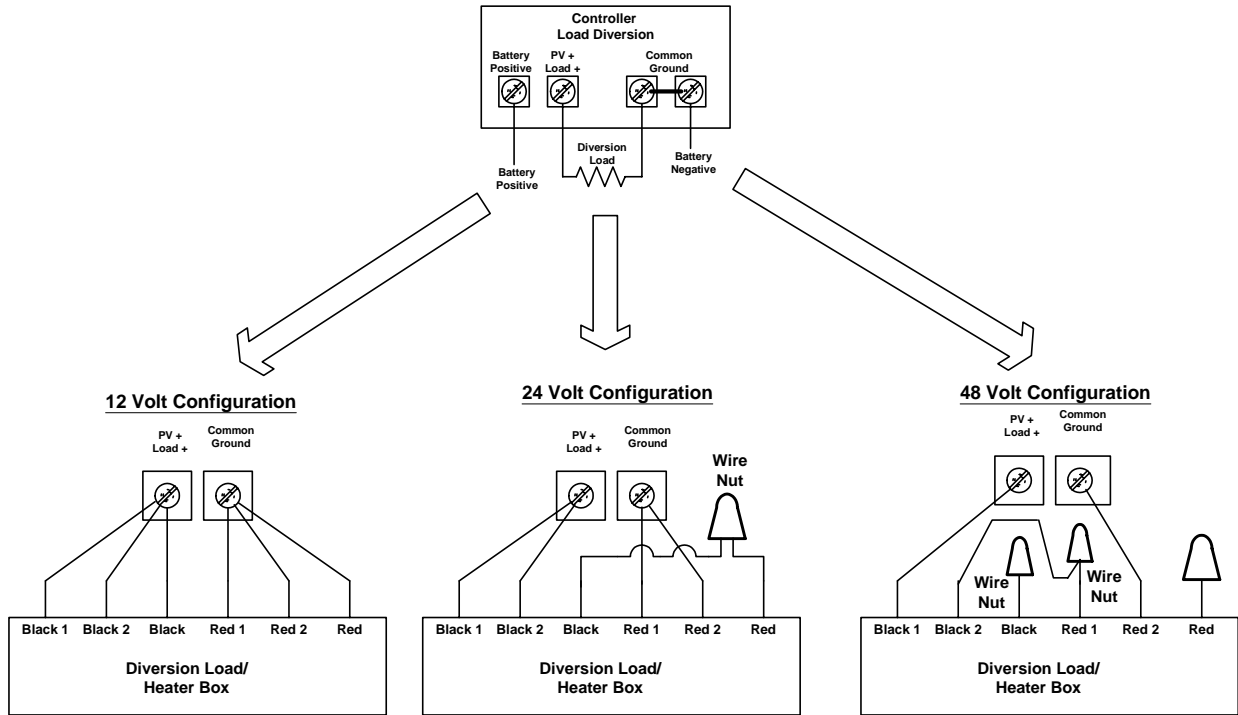 Controller
Load Diversion
Battery
Positive
PV +
Load +
Common
Ground
Diversion
Load
Battery
Positive
Battery
Negative
12 Volt Configuration
PV +
Load +
Common
Ground
Black 1 Black 2 Black Red 1 Red 2 Red
Diversion Load/
Heater Box
24 Volt Configuration
PV +
Load +
Common
Ground
Wire
Nut
Black 1 Black 2 Black Red 1 Red 2 Red
Diversion Load/
Heater Box
48 Volt Configuration
PV +
Load +
Common
Ground
Wire
Nut
Wire
Nut
Black 1 Black 2 Black Red 1 Red 2 Red
Diversion Load/
Heater Box